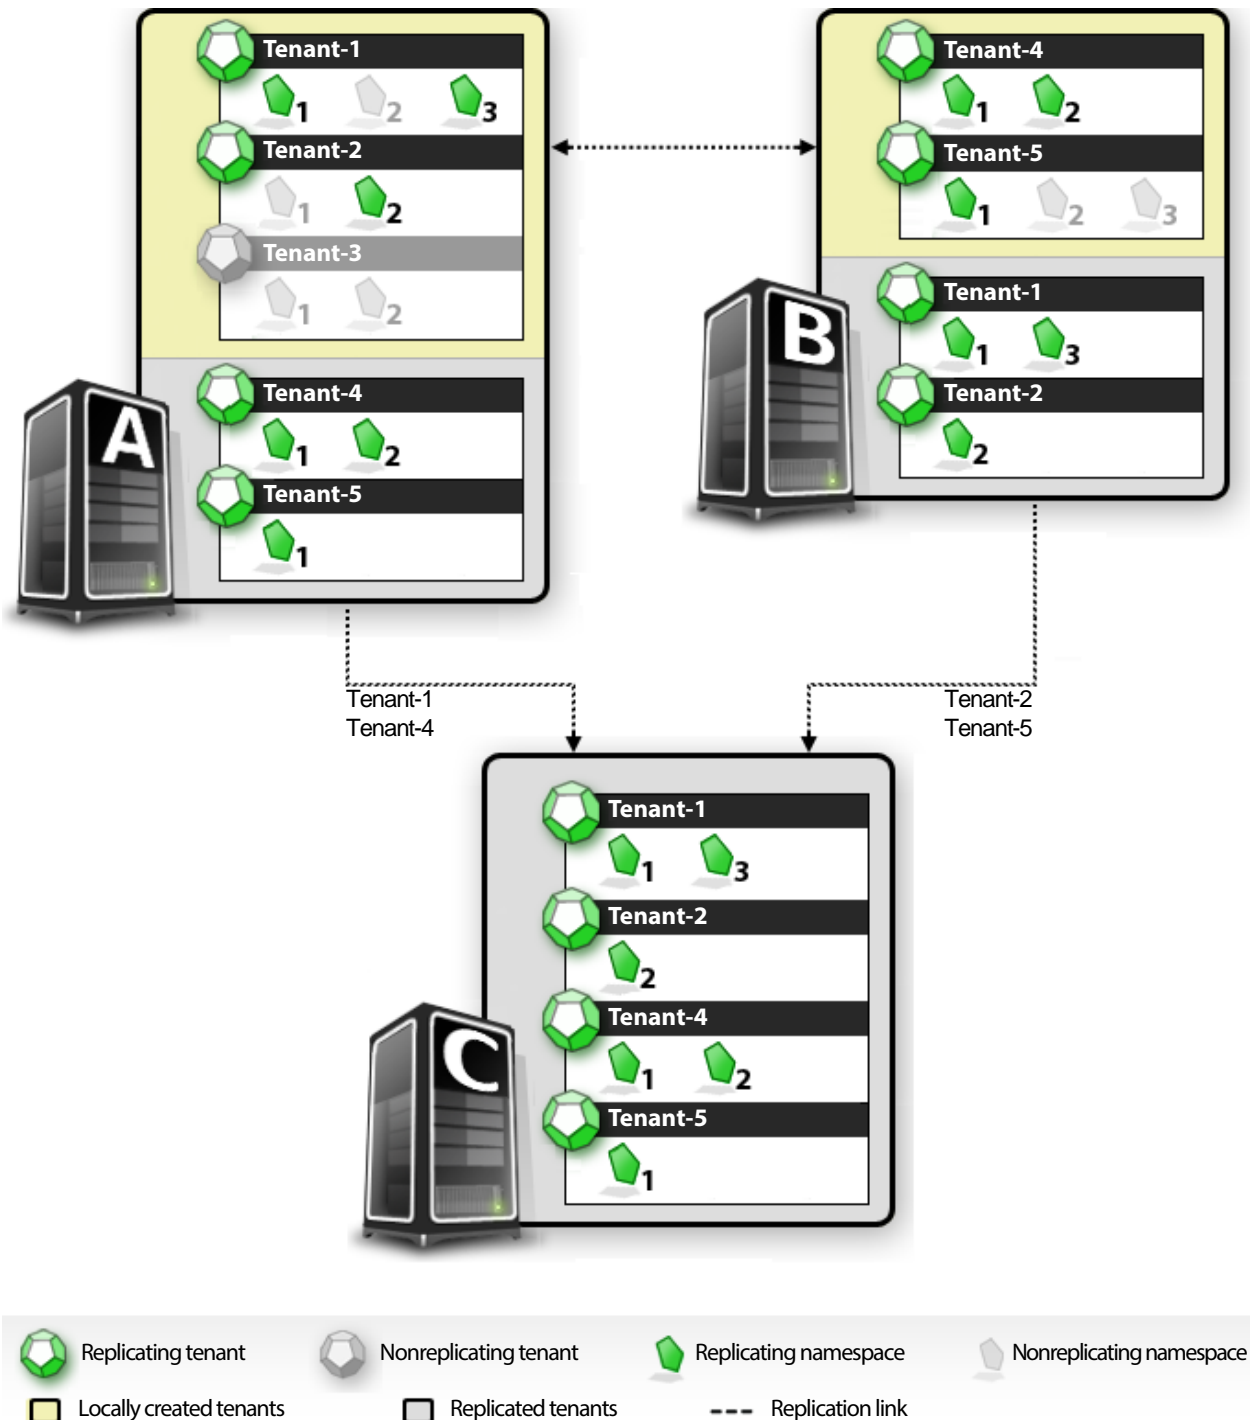 Tenant-1
1 2 3
Tenant-2
1 2
Tenant-3
1 2
Tenant-4
1 2
Tenant-5
1
A
Tenant-4
1 2
Tenant-5
1 2 3
Tenant-1
1 3
Tenant-2
2
B
Tenant-1
Tenant-4
Tenant-2
Tenant-5
Tenant-1
1 3
Tenant-2
2
Tenant-4
1 2
Tenant-5
1
C
Replicating tenant
Nonreplicating tenant
Replicating namespace
Nonreplicating namespace
Locally created tenants
Replicated tenants
Replication link